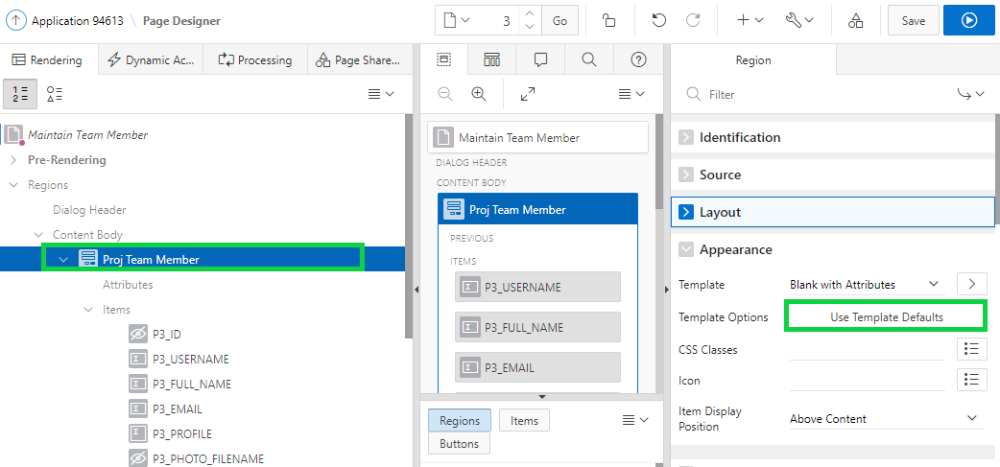 Application 94613 \ Page Designer
3
Go
Save
Rendering
Dynamic Ac...
Processing
Page Share...
Maintain Team Member
Pre-Rendering
Regions
Dialog Header
Content Body
Proj Team Member
Attributes
Items
P3_ID
P3_USERNAME
P3_FULL_NAME
P3_EMAIL
P3_PROFILE
P3_PHOTO_FILENAME
Maintain Team Member
DIALOG HEADER
CONTENT BODY
Proj Team Member
PREVIOUS
ITEMS
P3_USERNAME
P3_FULL_NAME
P3_EMAIL
Regions
Items
Buttons
Region
Filter
Identification
Source
Layout
Appearance
Template
Blank with Attributes
Template Options
Use Template Defaults
CSS Classes
Icon
Item Display
Position
Above Content